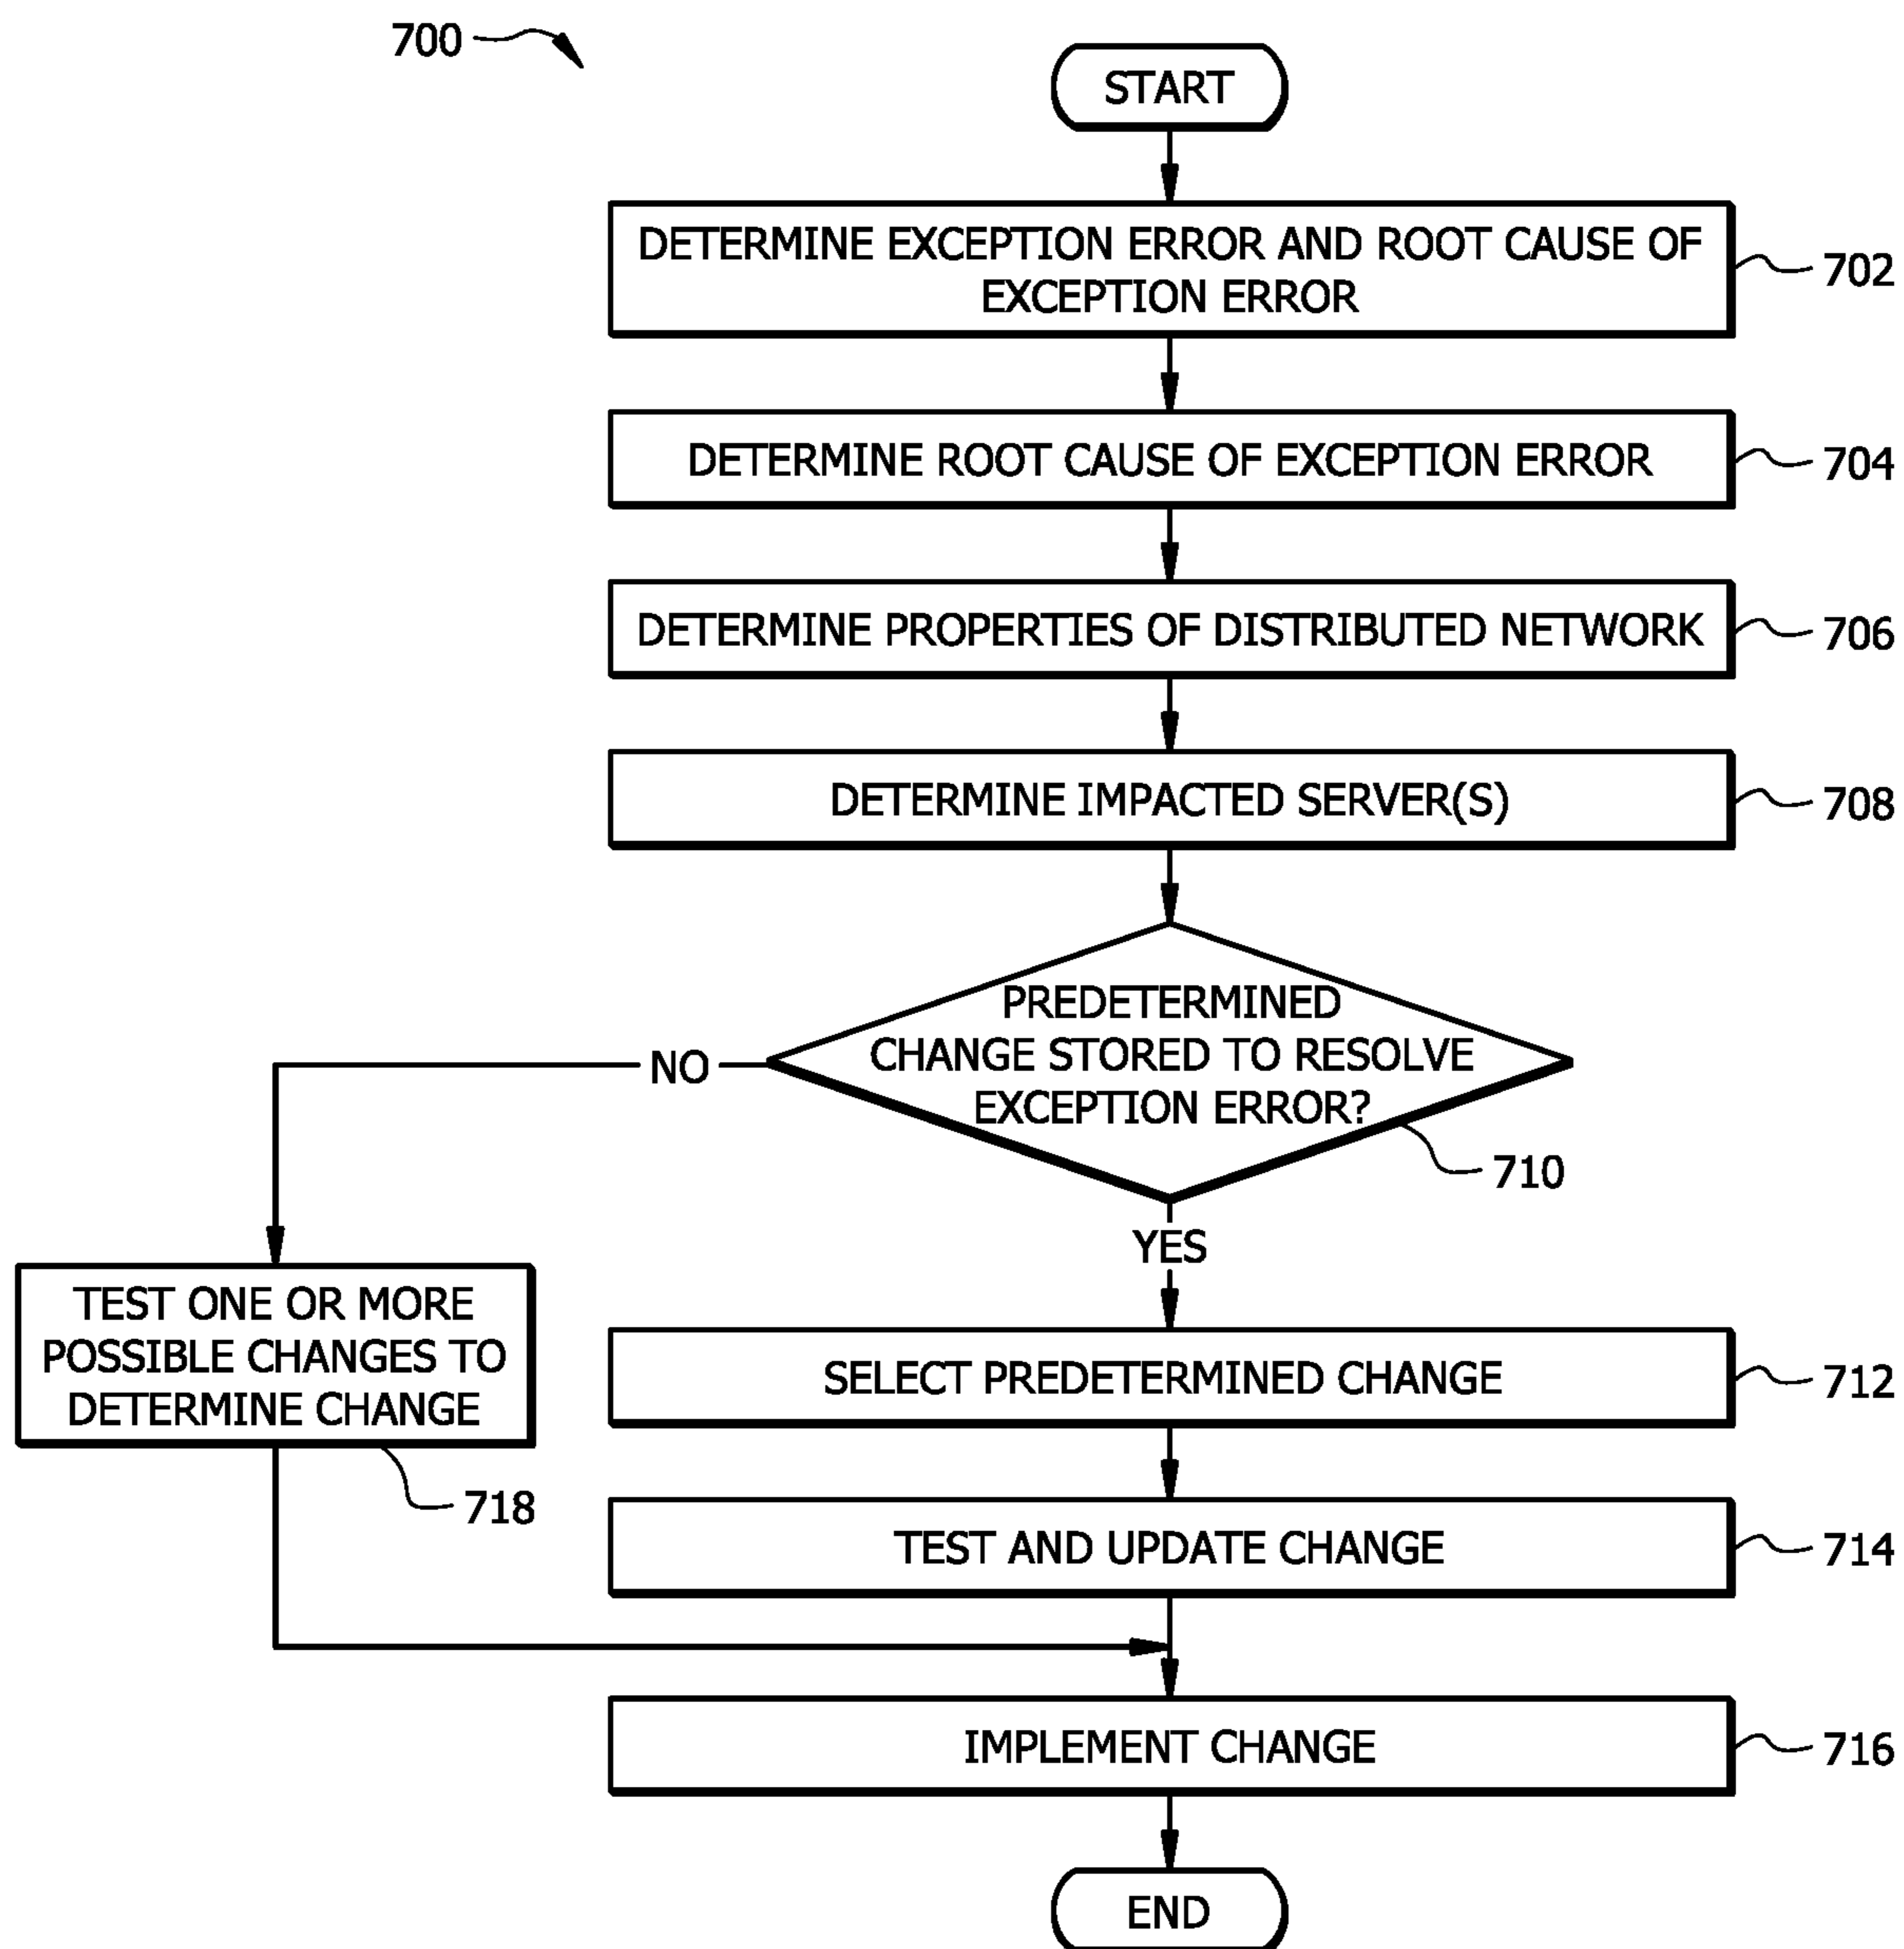 700
START
DETERMINE EXCEPTION ERROR AND ROOT CAUSE OF
EXCEPTION ERROR
702
DETERMINE ROOT CAUSE OF EXCEPTION ERROR
704
DETERMINE PROPERTIES OF DISTRIBUTED NETWORK
706
DETERMINE IMPACTED SERVER(S)
708
PREDETERMINED
CHANGE STORED TO RESOLVE
EXCEPTION ERROR?
710
NO
YES
TEST ONE OR MORE
POSSIBLE CHANGES TO
DETERMINE CHANGE
718
SELECT PREDETERMINED CHANGE
712
TEST AND UPDATE CHANGE
714
IMPLEMENT CHANGE
716
END